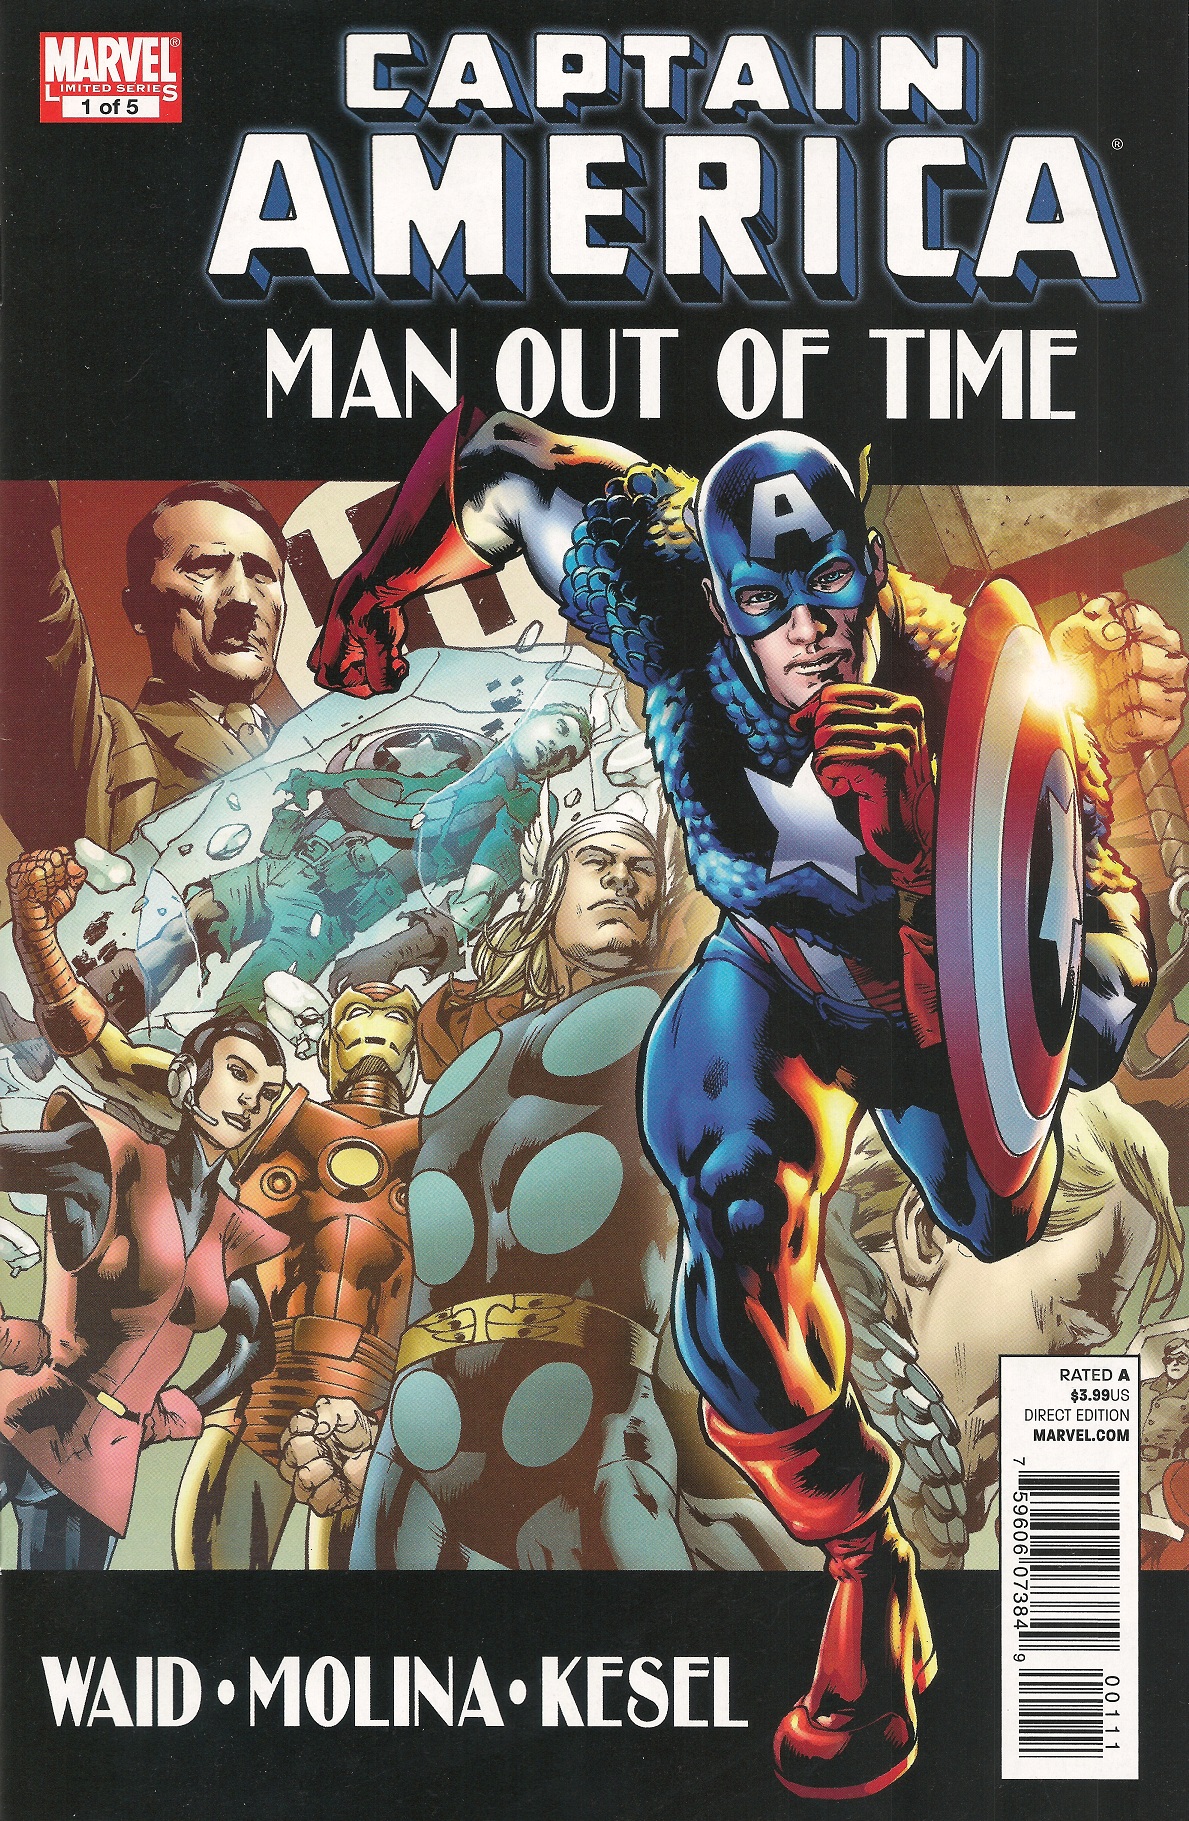 MARVEL®
LIMITED SERIES
1 of 5
CAPTAIN
AMERICA®
MAN OUT OF TIME
A
WAID • MOLINA • KESEL
RATED A
$3.99US
DIRECT EDITION
MARVEL.COM
7 59606 07384 9
00111